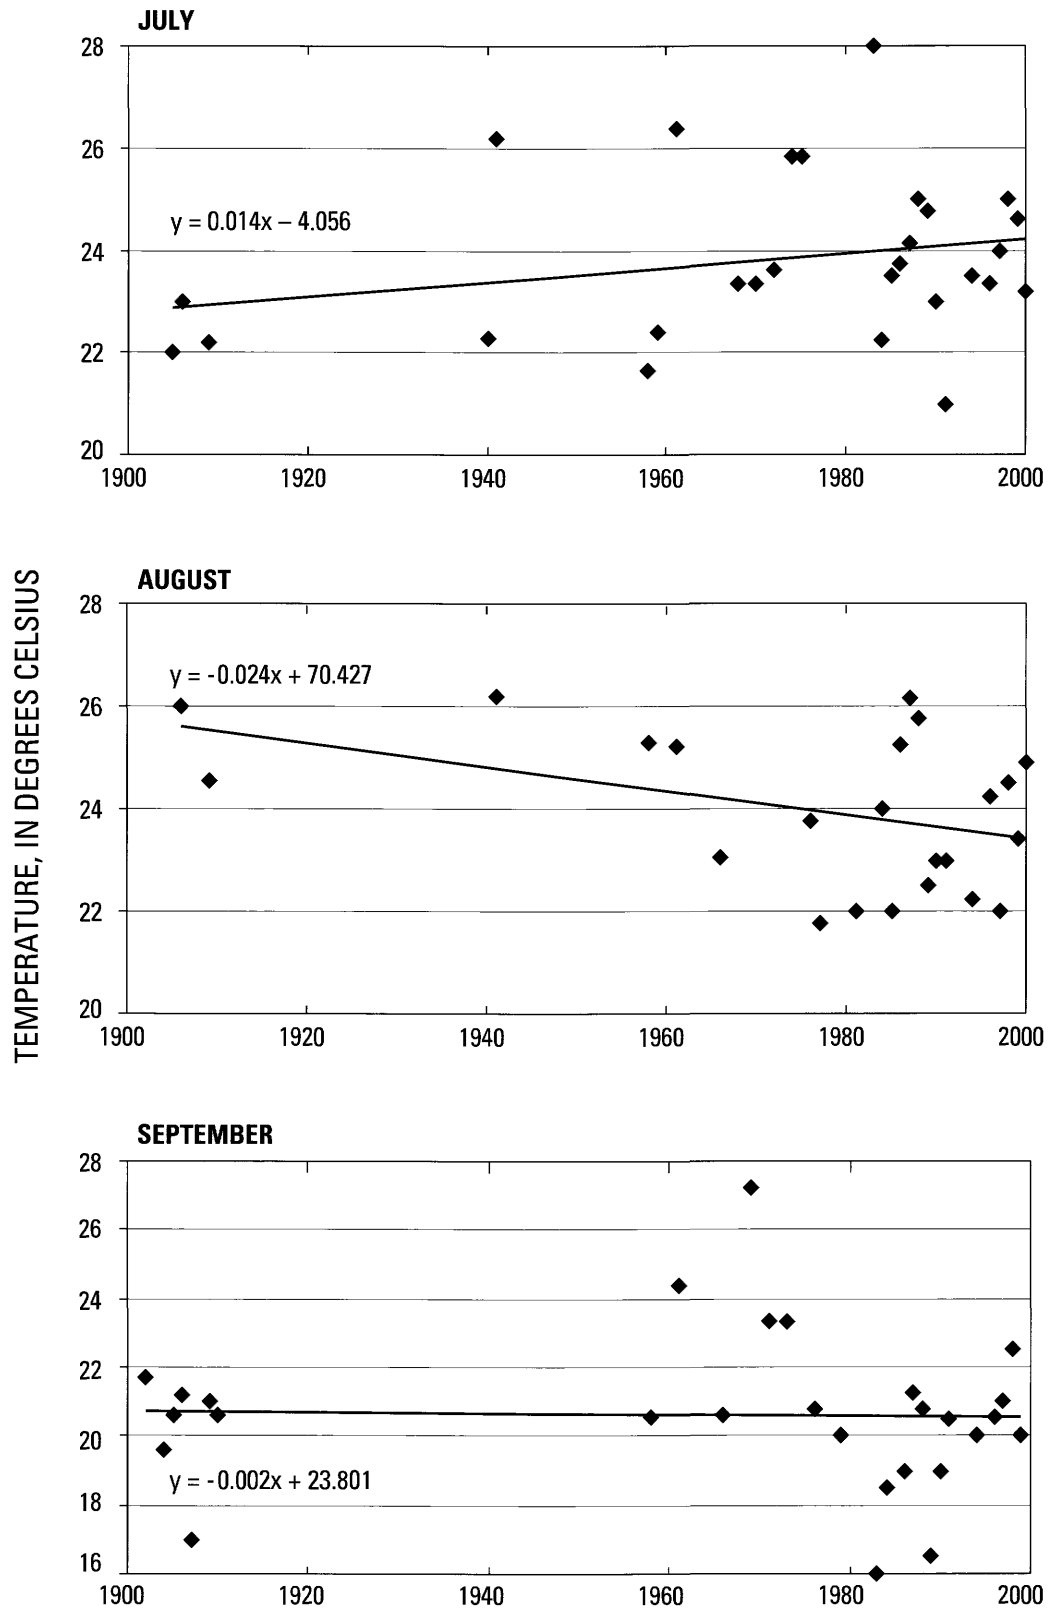 JULY
28
26
y = 0.014x – 4.056
24
22
20
1900 1920 1940 1960 1980 2000
TEMPERATURE, IN DEGREES CELSIUS
AUGUST
28
y = -0.024x + 70.427
26
24
22
20
1900 1920 1940 1960 1980 2000
SEPTEMBER
28
26
24
22
20
y = -0.002x + 23.801
18
16
1900 1920 1940 1960 1980 2000